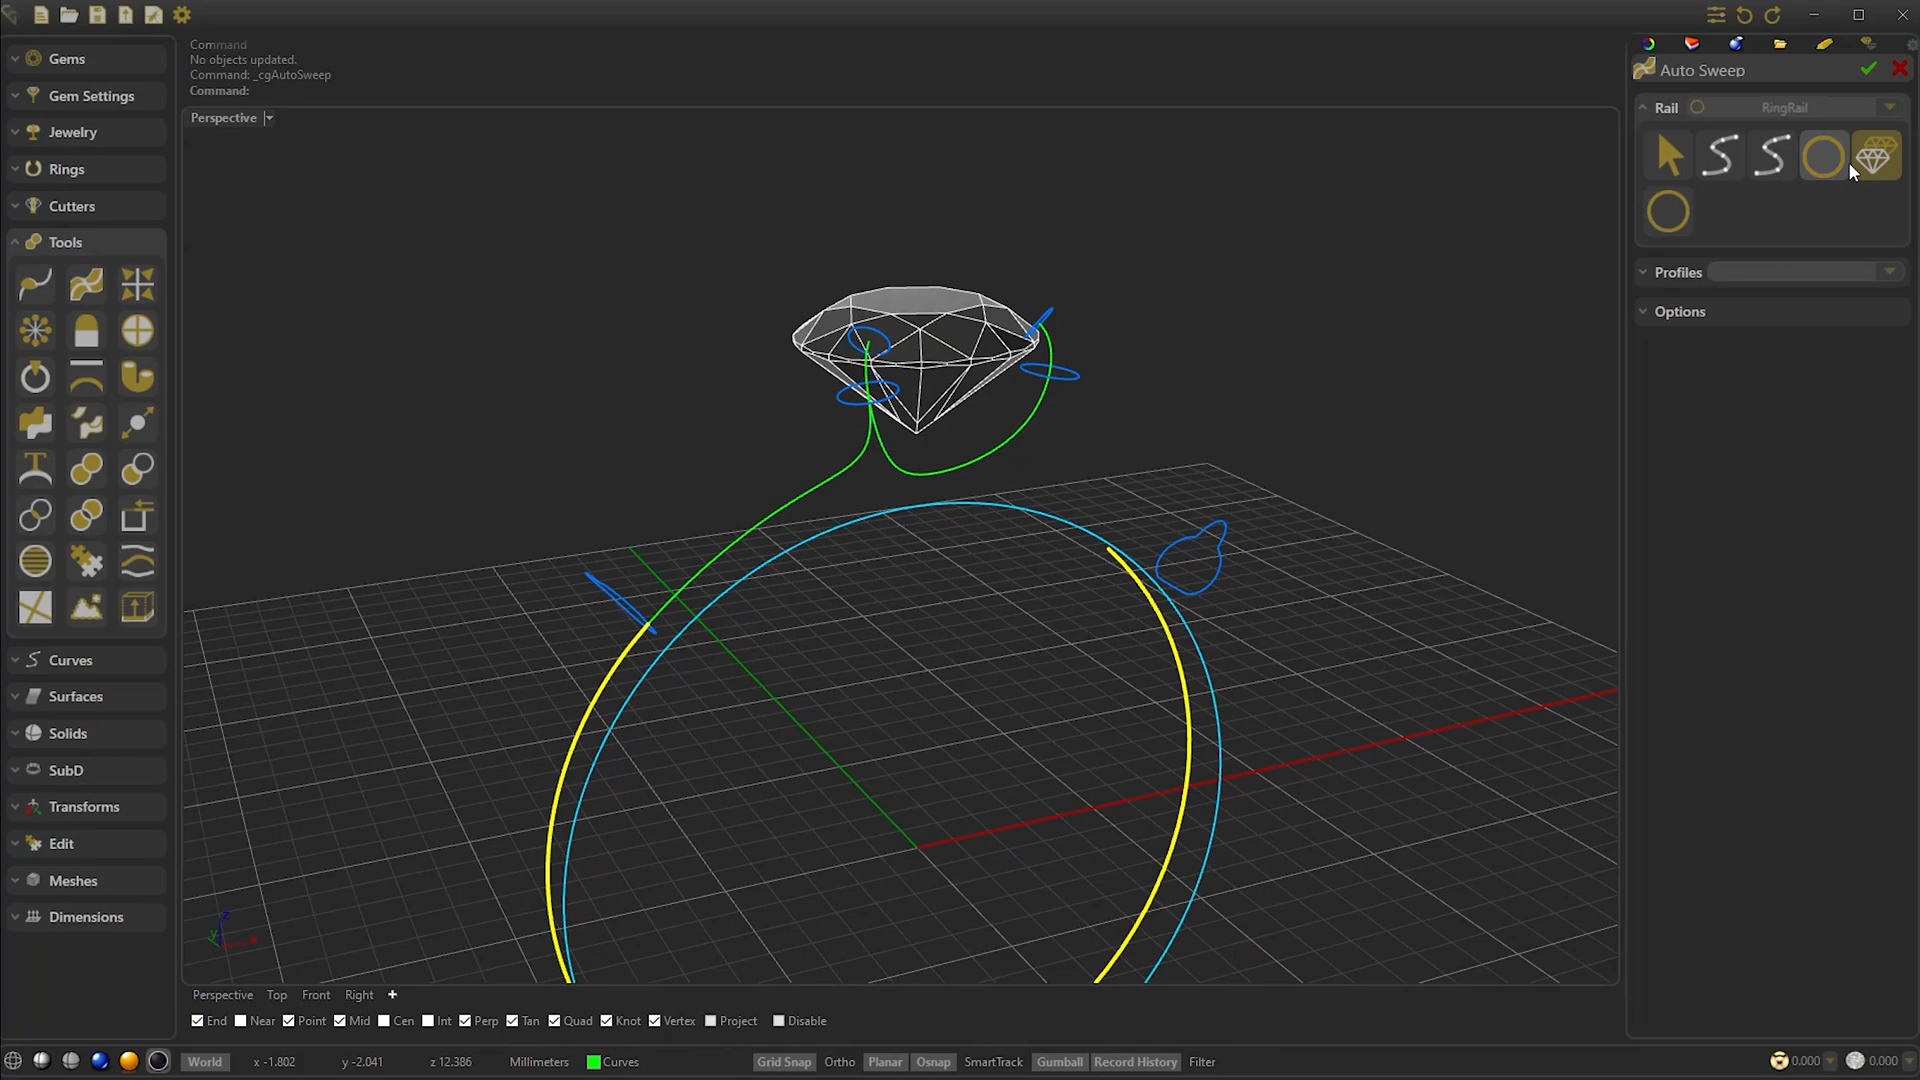 Command
No objects updated.
Command: _cgAutoSweep
Command:
Perspective
Gems
Gem Settings
Jewelry
Rings
Cutters
Tools
Curves
Surfaces
Solids
SubD
Transforms
Edit
Meshes
Dimensions
z
y
x
Auto Sweep
Rail RingRail
Profiles
Options
Perspective Top Front Right
End Near Point Mid Cen Int Perp Tan Quad Knot Vertex Project Disable
World x -1.802 y -2.041 z 12.386 Millimeters Curves Grid Snap Ortho Planar Osnap SmartTrack Gumball Record History Filter 0.000 0.000